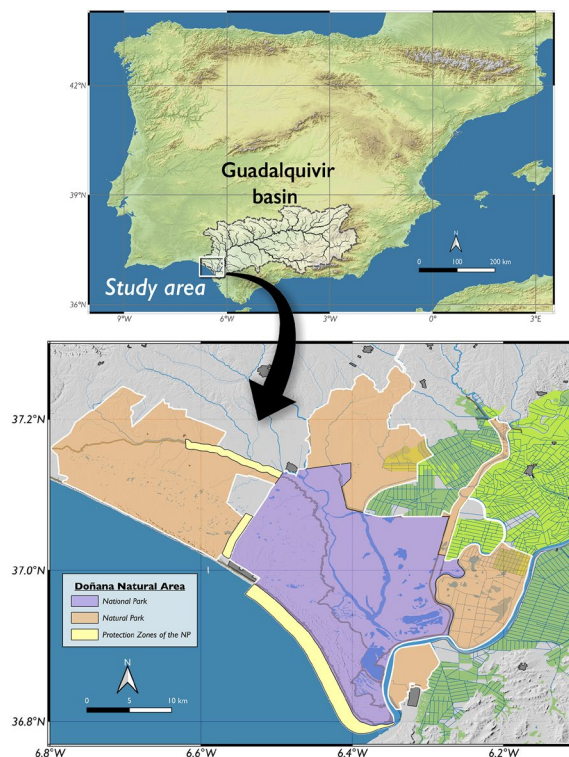 42°N
Guadalquivir
basin
39°N
Study area
N
0 100 200 km
36°N
9°W 6°W 3°W 0° 3°E
37.2°N
37.0°N
Doñana Natural Area
National Park
Natural Park
Protection Zones of the NP
N
0 5 10 km
36.8°N
6.8°W 6.6°W 6.4°W 6.2°W